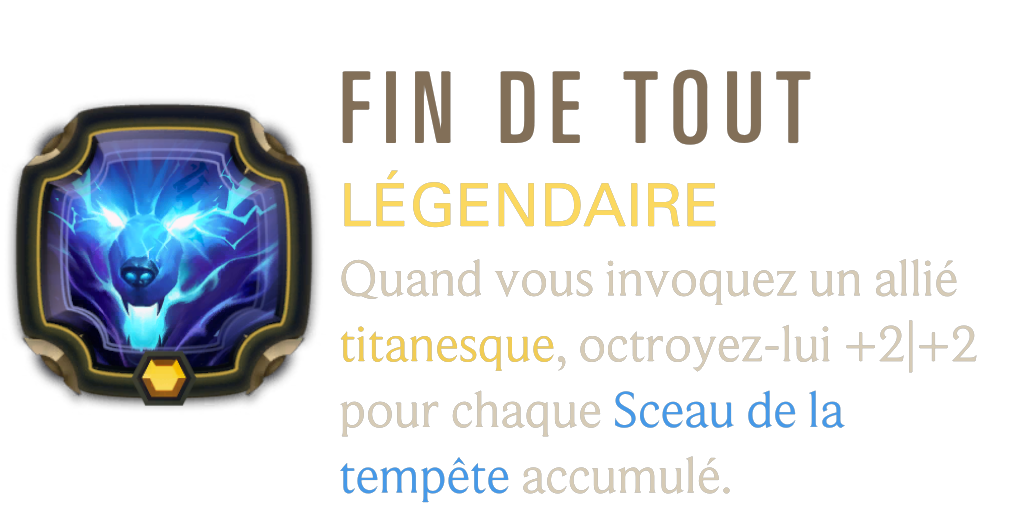 FIN DE TOUT
LÉGENDAIRE
Quand vous invoquez un allié
titanesque, octroyez-lui +2|+2
pour chaque Sceau de la
tempête accumulé.